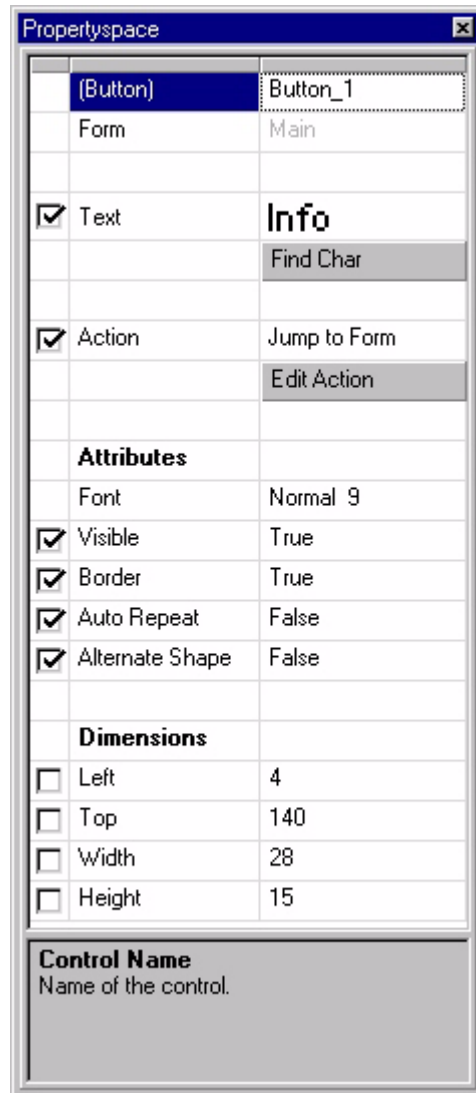 Propertyspace
(Button) Button_1
Form Main
Text Info
Find Char
Action Jump to Form
Edit Action
Attributes
Font Normal 9
Visible True
Border True
Auto Repeat False
Alternate Shape False
Dimensions
Left 4
Top 140
Width 28
Height 15
Control Name
Name of the control.